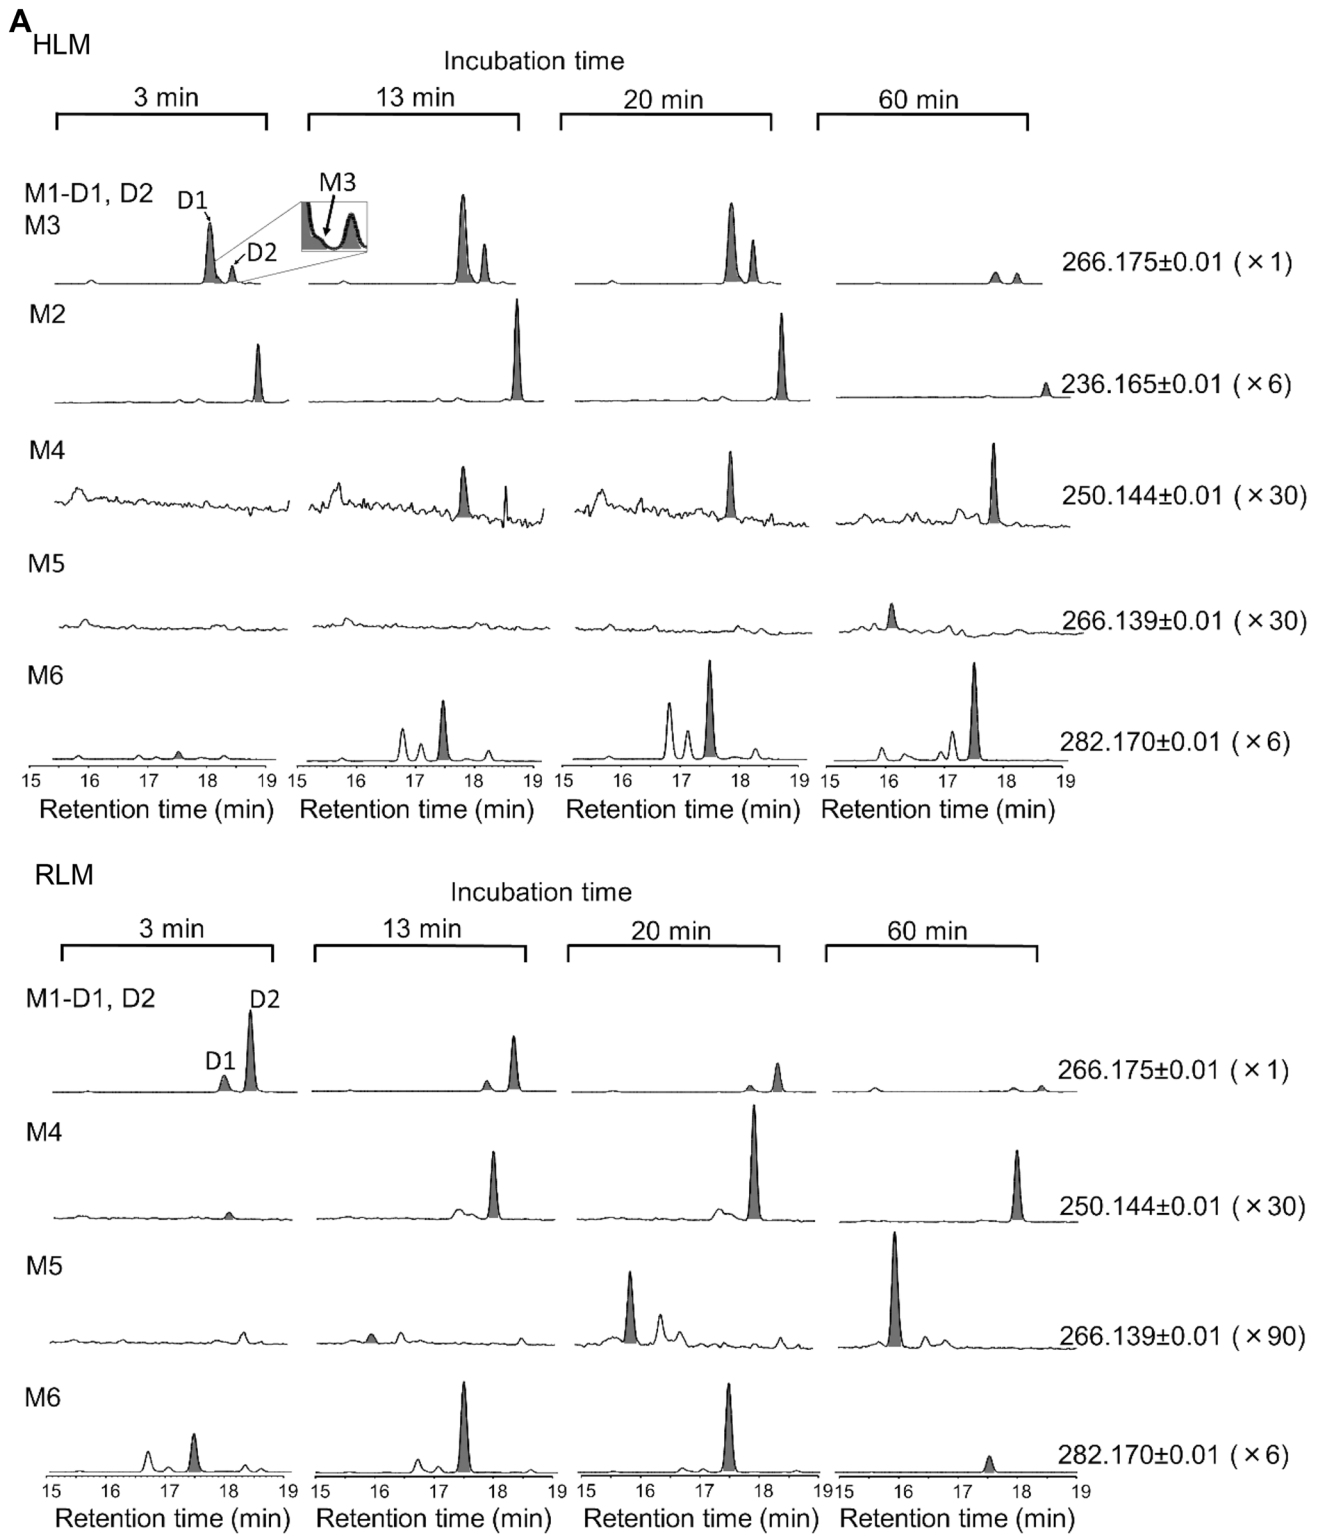 A
HLM
Incubation time
3 min 13 min 20 min 60 min
M1-D1, D2
M3
D1
D2
M3
266.175±0.01 (×1)
M2
236.165±0.01 (×6)
M4
250.144±0.01 (×30)
M5
266.139±0.01 (×30)
M6
282.170±0.01 (×6)
15 16 17 18 19 15 16 17 18 19 15 16 17 18 19 15 16 17 18 19
Retention time (min) Retention time (min) Retention time (min) Retention time (min)
RLM
Incubation time
3 min 13 min 20 min 60 min
M1-D1, D2
D2
D1
266.175±0.01 (×1)
M4
250.144±0.01 (×30)
M5
266.139±0.01 (×90)
M6
282.170±0.01 (×6)
15 16 17 18 19 15 16 17 18 19 15 16 17 18 19 15 16 17 18 19
Retention time (min) Retention time (min) Retention time (min) Retention time (min)